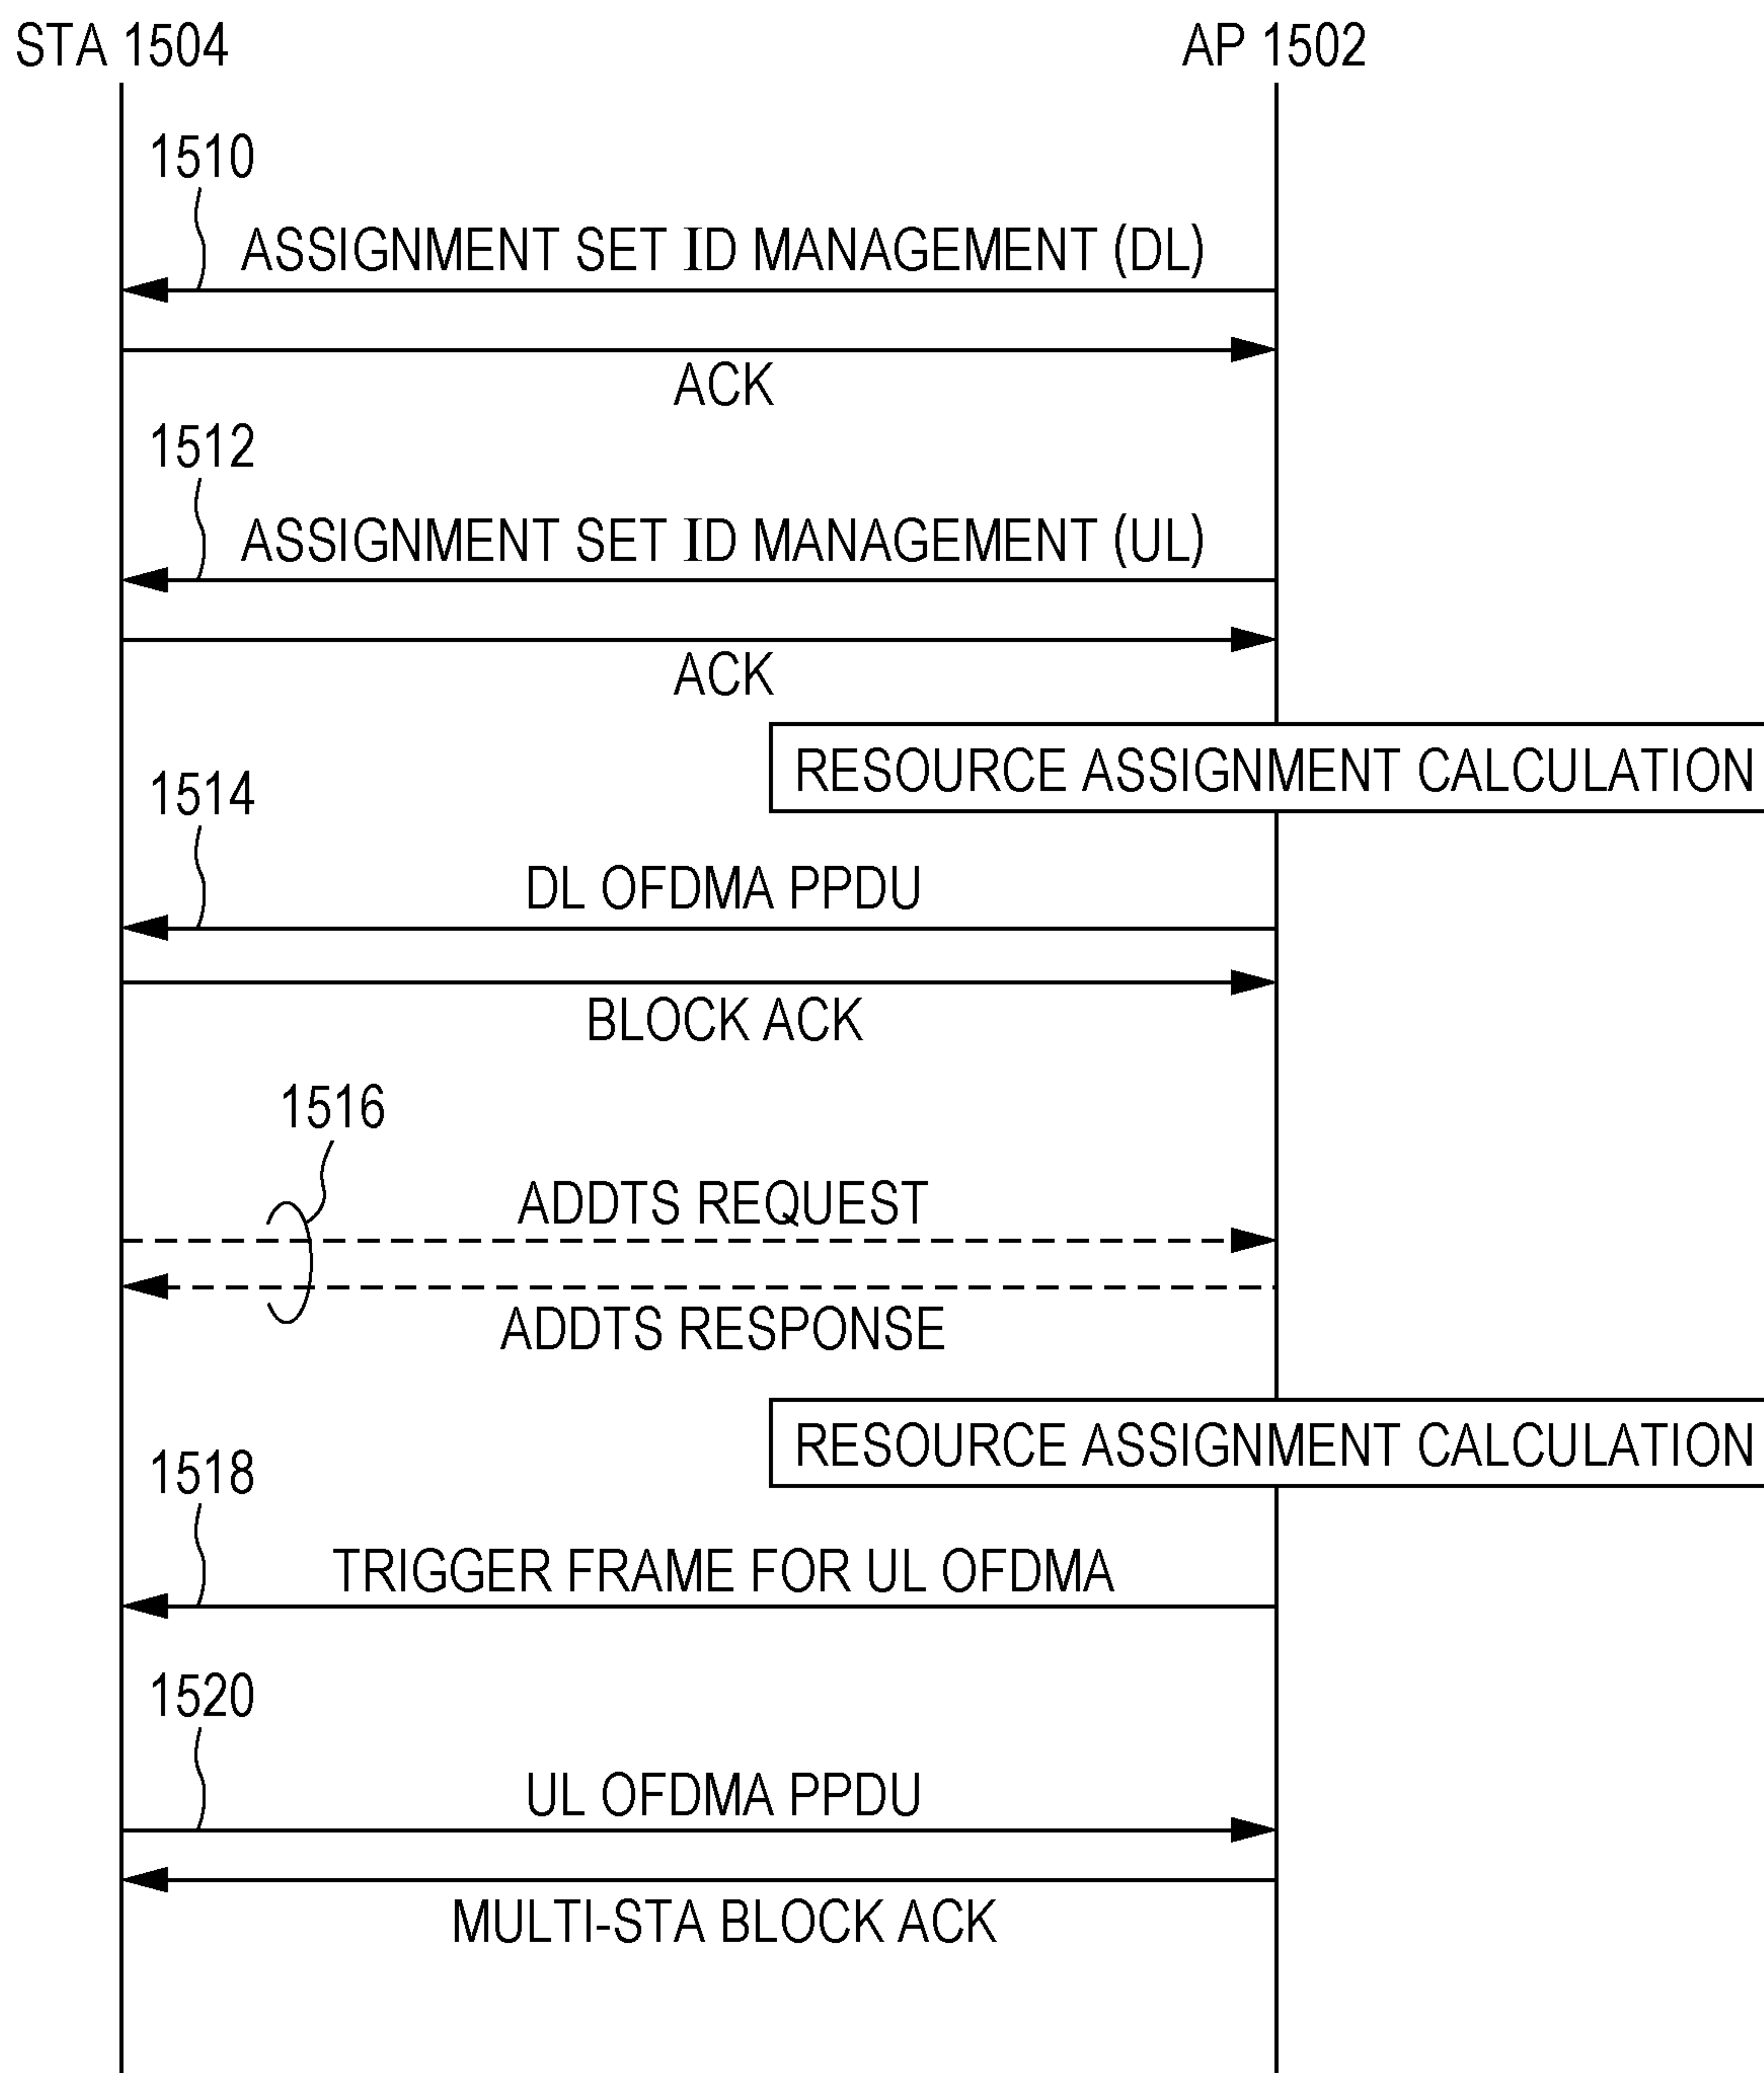 STA 1504
AP 1502
1510
ASSIGNMENT SET ID MANAGEMENT (DL)
ACK
1512
ASSIGNMENT SET ID MANAGEMENT (UL)
ACK
RESOURCE ASSIGNMENT CALCULATION
1514
DL OFDMA PPDU
BLOCK ACK
1516
ADDTS REQUEST
ADDTS RESPONSE
RESOURCE ASSIGNMENT CALCULATION
1518
TRIGGER FRAME FOR UL OFDMA
1520
UL OFDMA PPDU
MULTI-STA BLOCK ACK